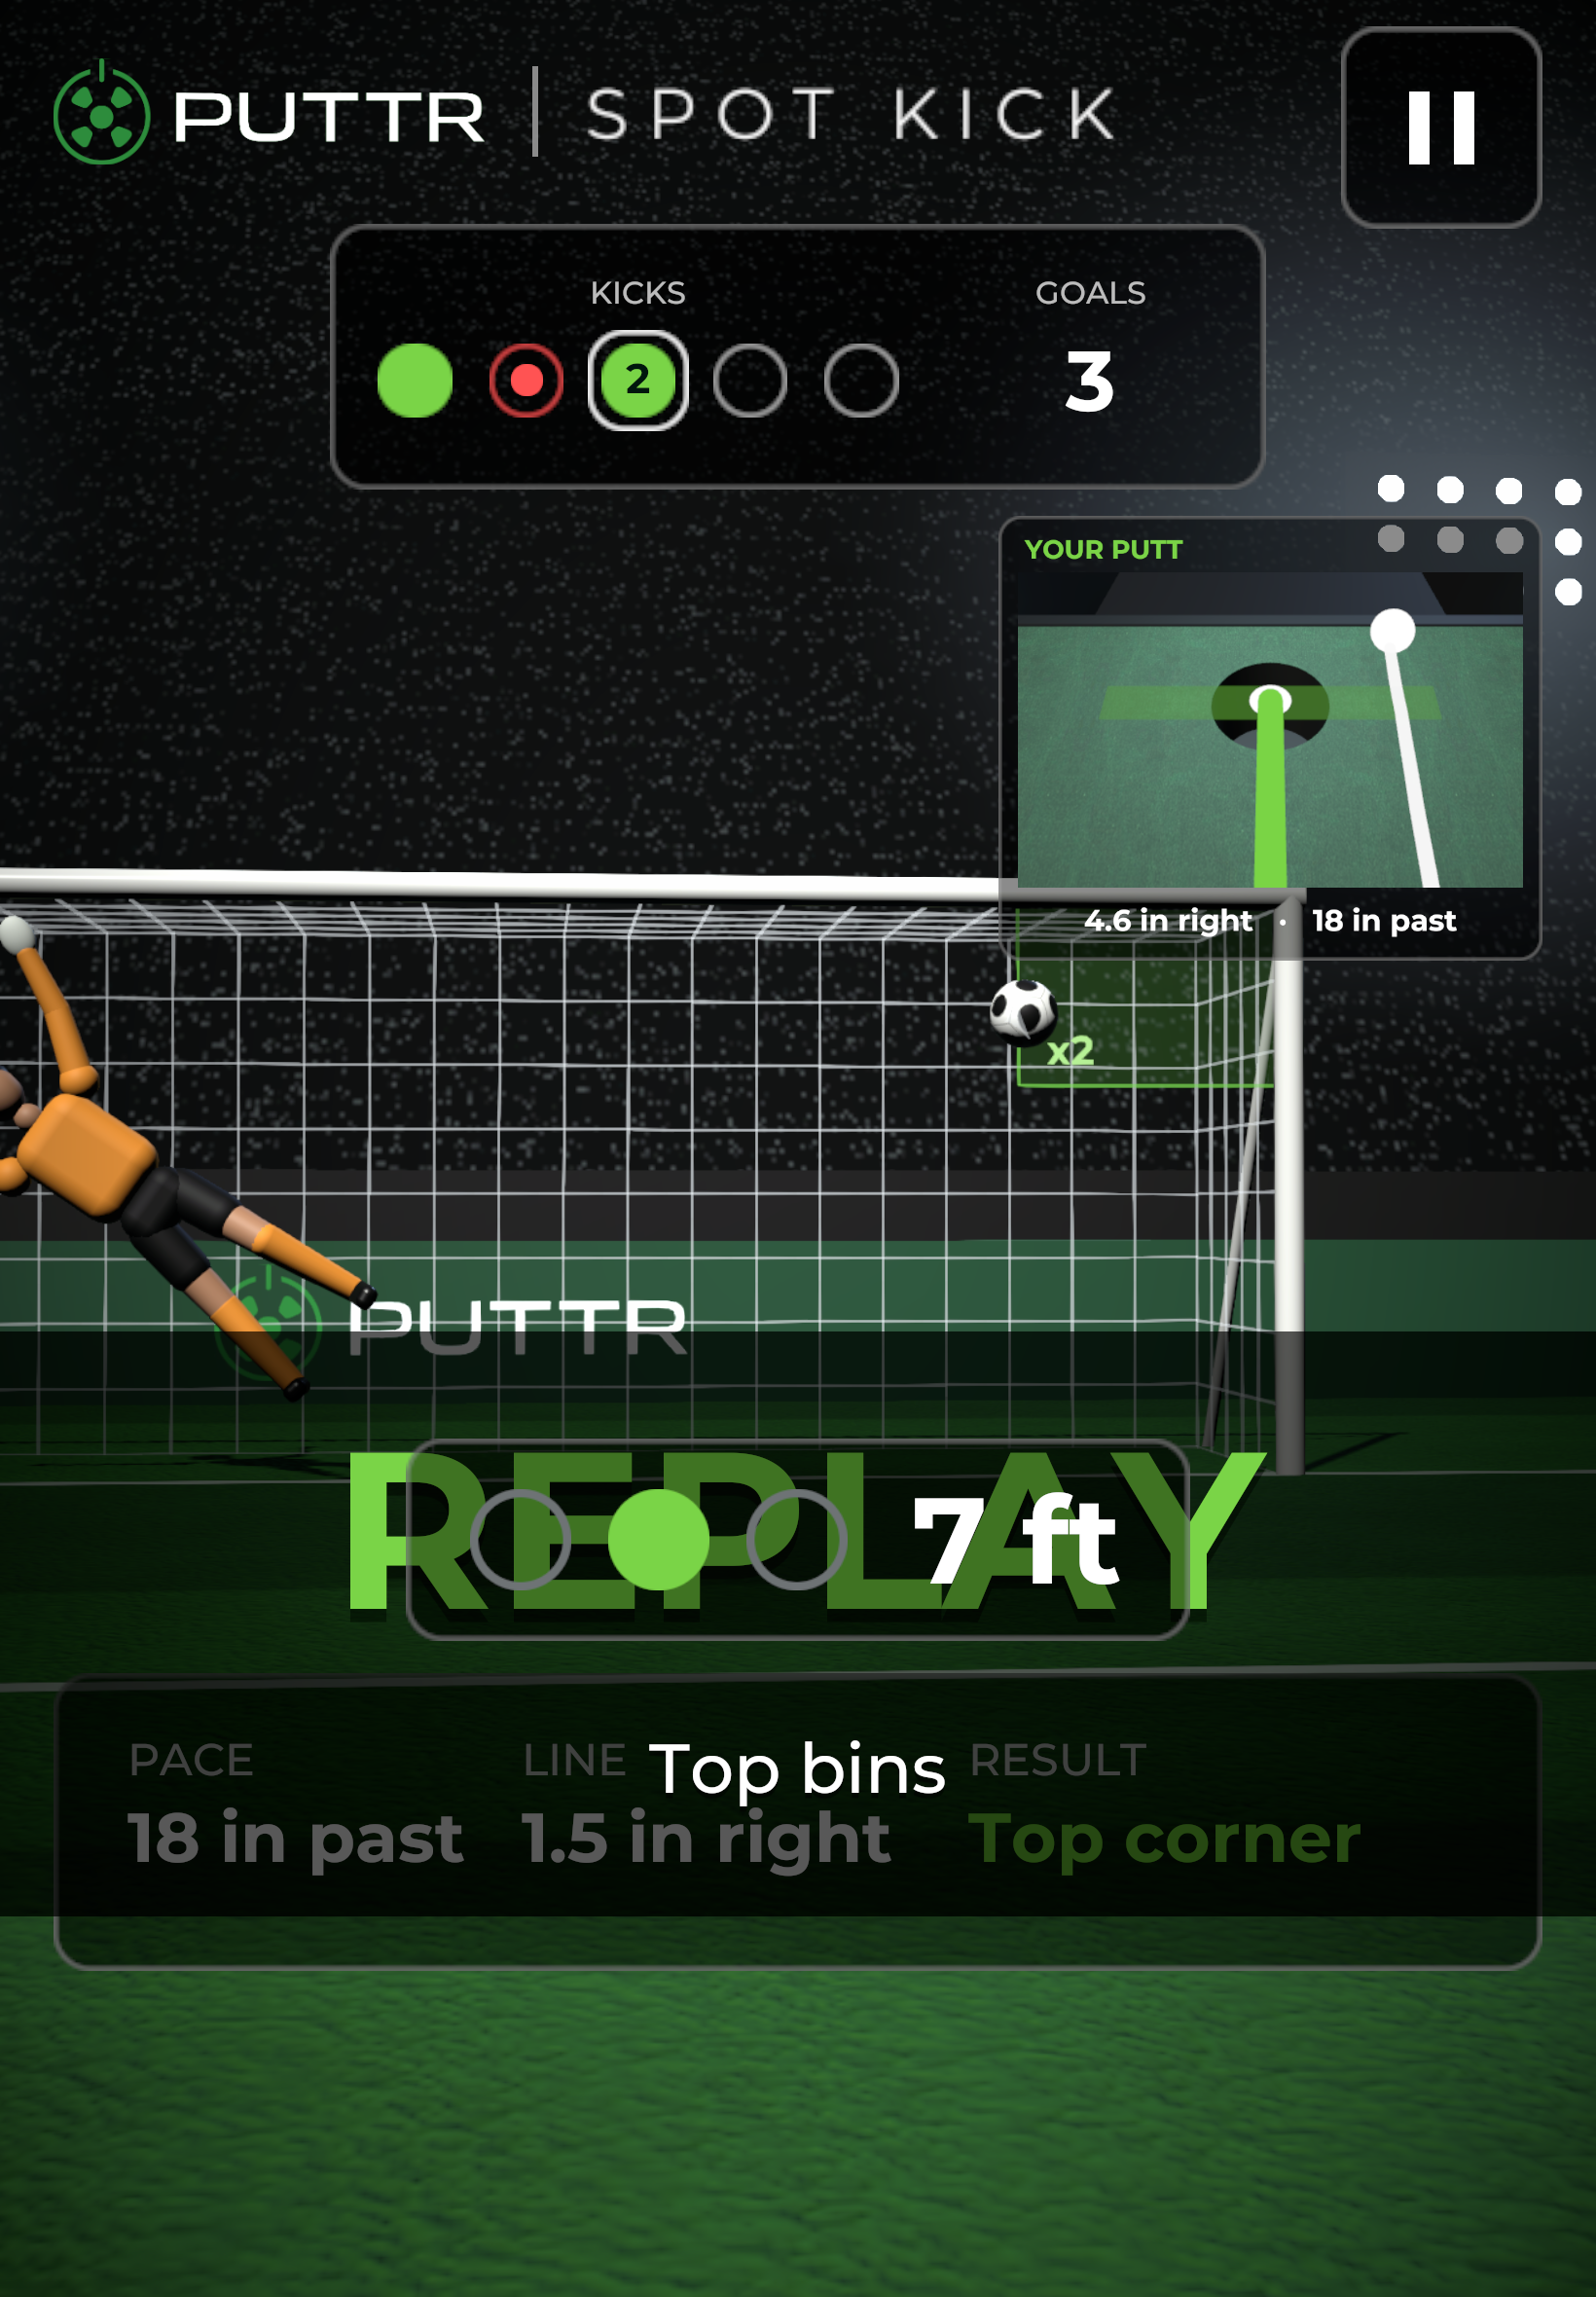 PUTTR | SPOT KICK
KICKS GOALS
2 3
YOUR PUTT
4.6 in right · 18 in past
x2
PUTTR
REPLAY
7 ft
Top bins
PACE LINE RESULT
18 in past 1.5 in right Top corner